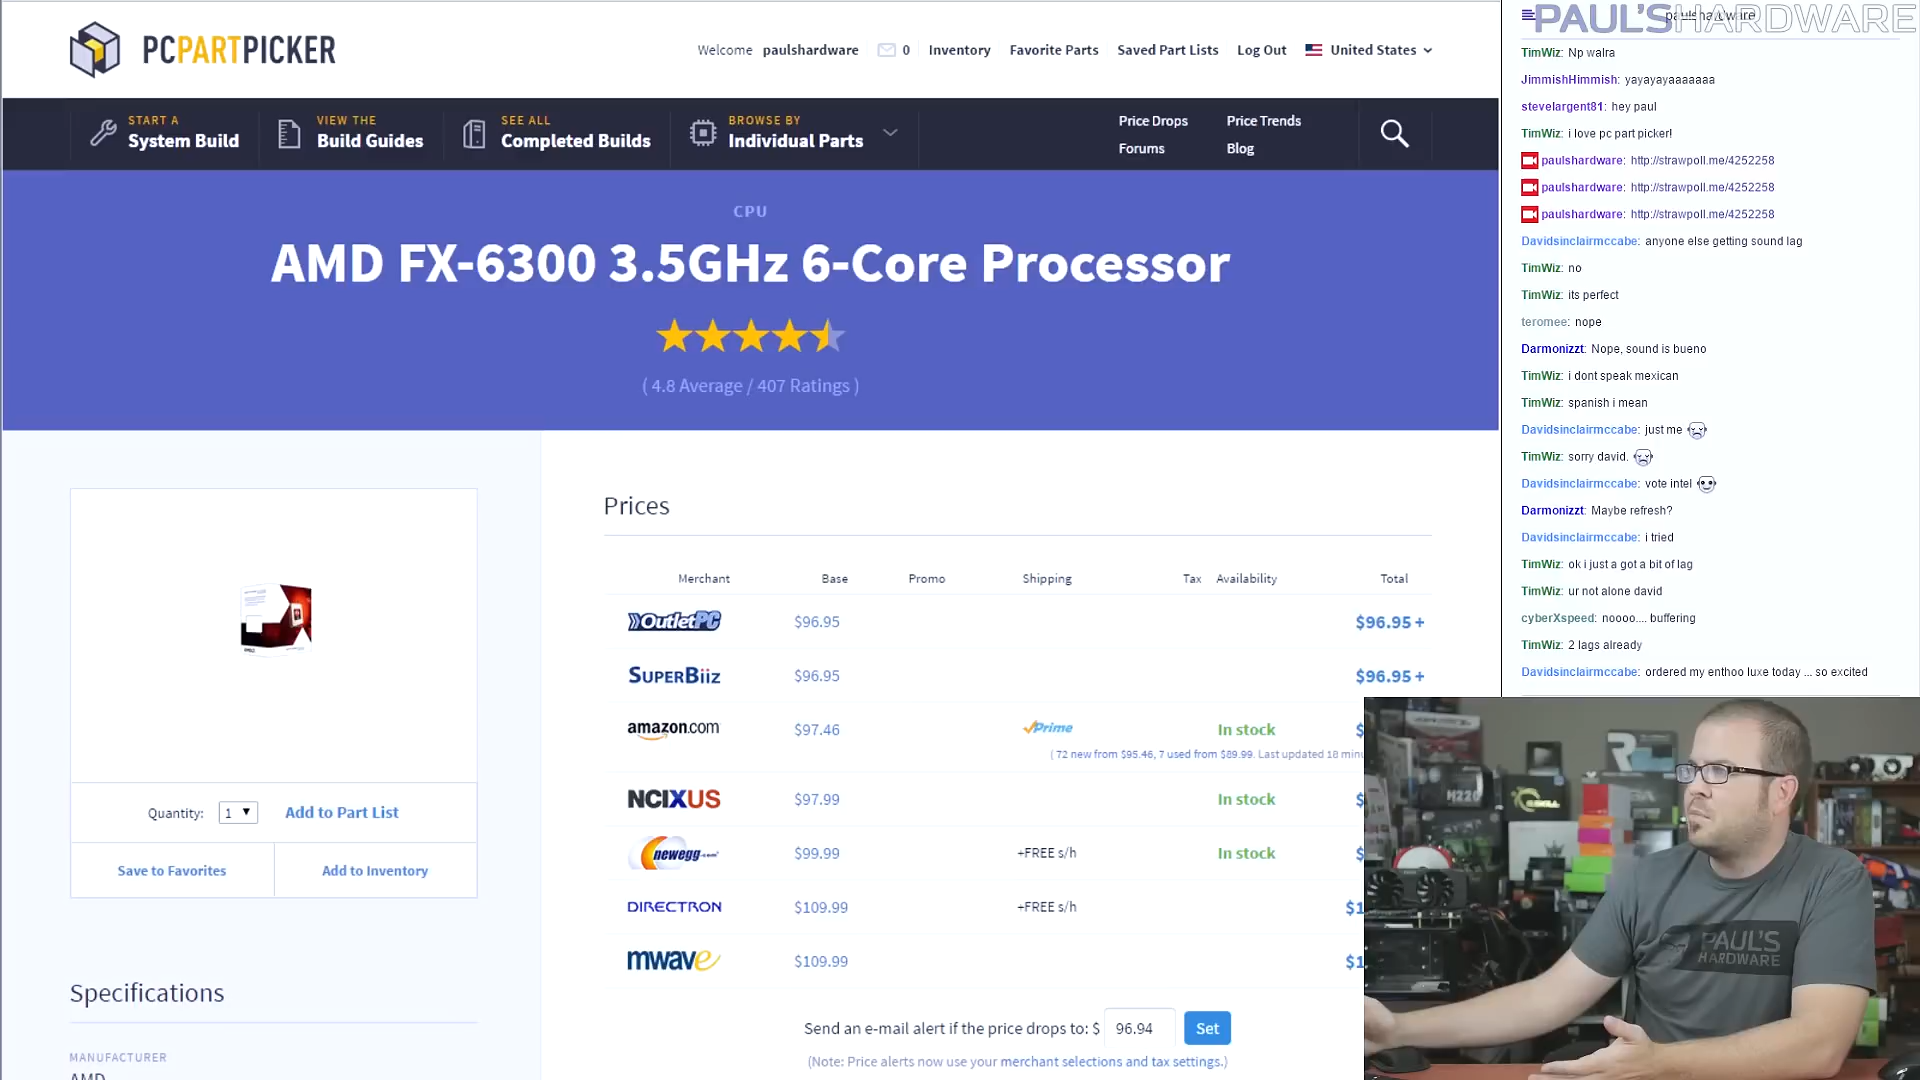 PCPARTPICKER
Welcome paulshardware 0 Inventory Favorite Parts Saved Part Lists Log Out United States
START A
System Build
VIEW THE
Build Guides
SEE ALL
Completed Builds
BROWSE BY
Individual Parts
Price Drops
Price Trends
Forums
Blog
CPU
AMD FX-6300 3.5GHz 6-Core Processor
( 4.8 Average / 407 Ratings )
Quantity: 1
Add to Part List
Save to Favorites
Add to Inventory
Specifications
MANUFACTURER
AMD
Prices
Merchant Base Promo Shipping Tax Availability Total
OutletPC $96.95 $96.95 +
SUPERBIIZ $96.95 $96.95 +
amazon.com $97.46 Prime In stock $
( 72 new from $95.46, 7 used from $89.99. Last updated 18 minu
NCIXUS $97.99 In stock $
newegg.com $99.99 +FREE s/h In stock $
DIRECTRON $109.99 +FREE s/h $1
mwave $109.99 $1
Send an e-mail alert if the price drops to: $ 96.94 Set
(Note: Price alerts now use your merchant selections and tax settings.)
PAUL'S HARDWARE
paulshardware
TimWiz: Np walra
JimmishHimmish: yayayayaaaaaaa
stevelargent81: hey paul
TimWiz: i love pc part picker!
paulshardware: http://strawpoll.me/4252258
paulshardware: http://strawpoll.me/4252258
paulshardware: http://strawpoll.me/4252258
Davidsinclairmccabe: anyone else getting sound lag
TimWiz: no
TimWiz: its perfect
teromee: nope
Darmonizzt: Nope, sound is bueno
TimWiz: i dont speak mexican
TimWiz: spanish i mean
Davidsinclairmccabe: just me
TimWiz: sorry david.
Davidsinclairmccabe: vote intel
Darmonizzt: Maybe refresh?
Davidsinclairmccabe: i tried
TimWiz: ok i just a got a bit of lag
TimWiz: ur not alone david
cyberXspeed: noooo.... buffering
TimWiz: 2 lags already
Davidsinclairmccabe: ordered my enthoo luxe today ... so excited
H220
PAUL'S
HARDWARE